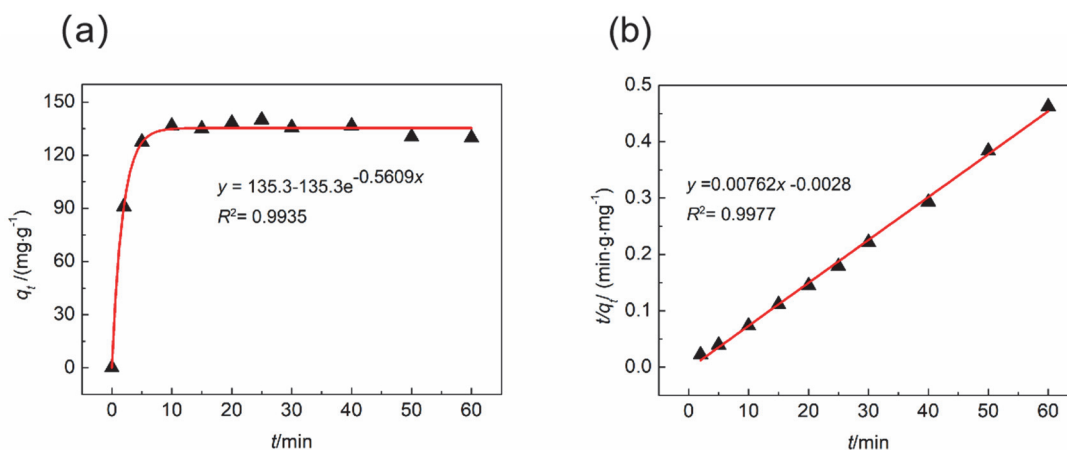 (a)
150
120
90
60
30
0
q_t /(mg·g⁻¹)
y = 135.3-135.3e^-0.5609x
R²= 0.9935
0 10 20 30 40 50 60
t/min
(b)
0.5
0.4
0.3
0.2
0.1
0.0
t/q_t/ (min·g·mg⁻¹)
y =0.00762x -0.0028
R²= 0.9977
0 10 20 30 40 50 60
t/min